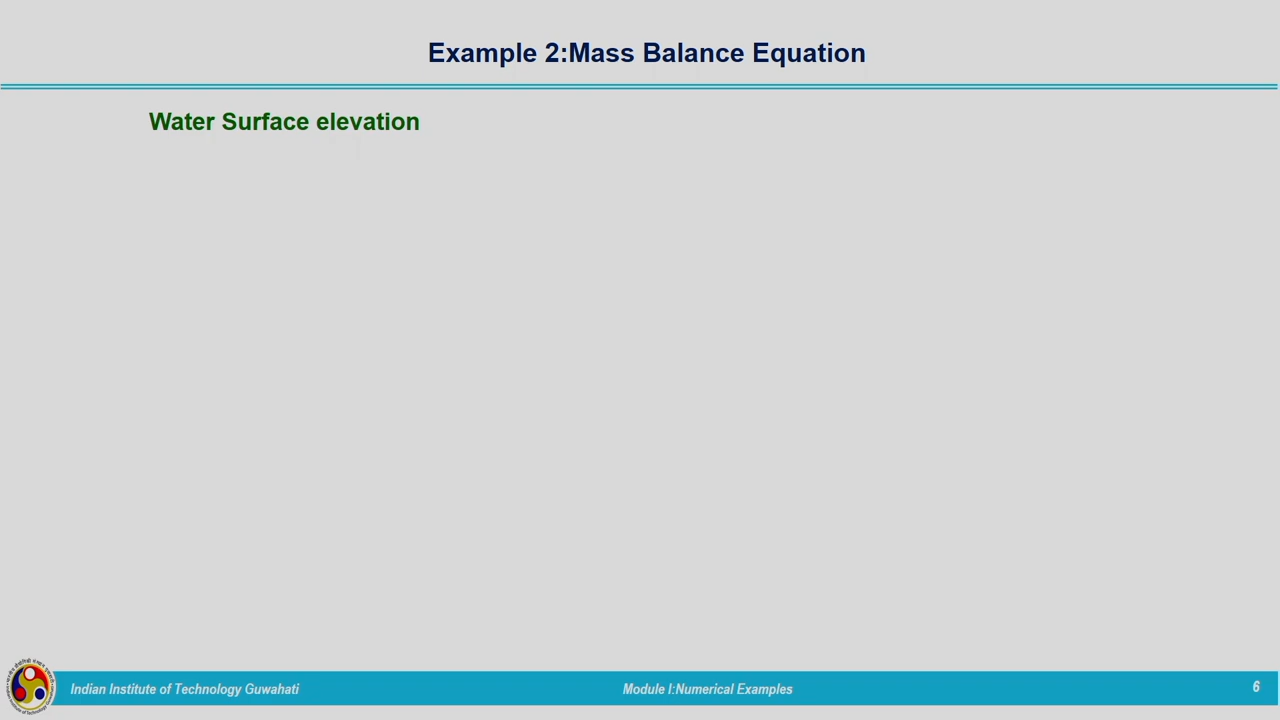 Example 2:Mass Balance Equation
Water Surface elevation
Indian Institute of Technology Guwahati
Module I:Numerical Examples
6